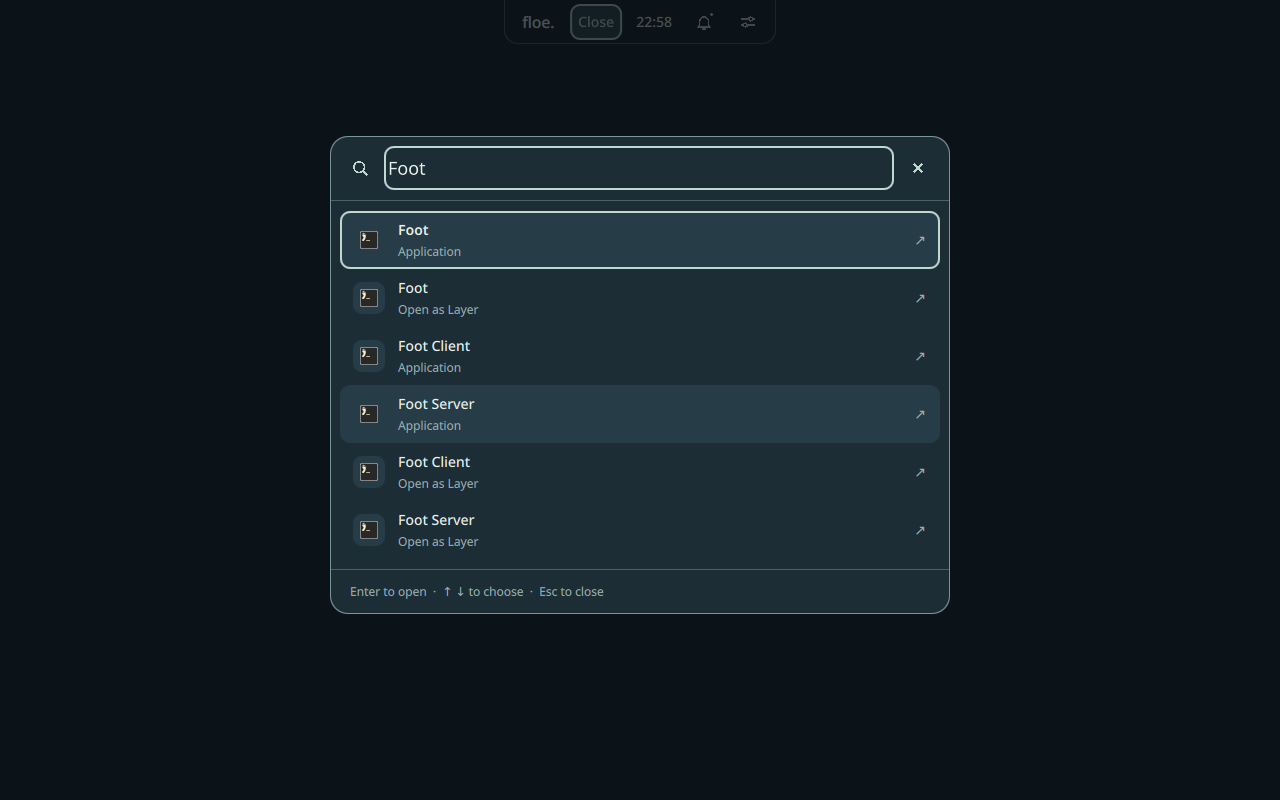 floe. Close 22:58
Foot
Foot
Application
Foot
Open as Layer
Foot Client
Application
Foot Server
Application
Foot Client
Open as Layer
Foot Server
Open as Layer
Enter to open · ↑ ↓ to choose · Esc to close